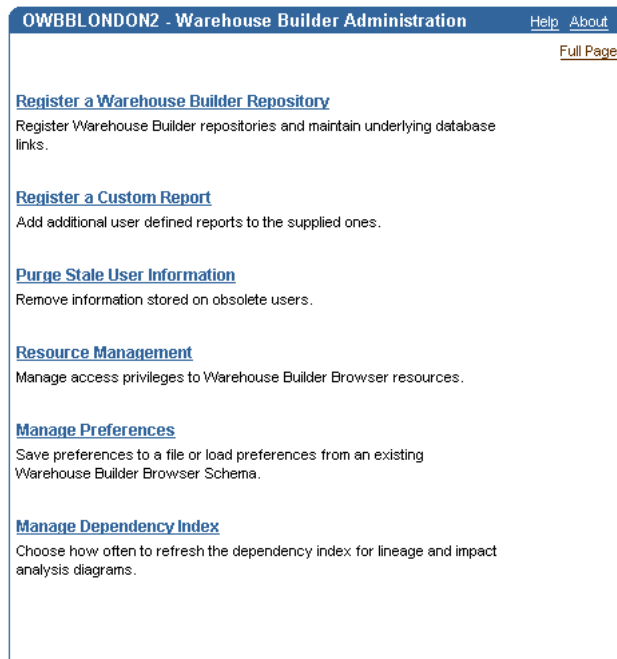 OWBBLONDON2 - Warehouse Builder Administration Help About
Full Page
Register a Warehouse Builder Repository
Register Warehouse Builder repositories and maintain underlying database
links.
Register a Custom Report
Add additional user defined reports to the supplied ones.
Purge Stale User Information
Remove information stored on obsolete users.
Resource Management
Manage access privileges to Warehouse Builder Browser resources.
Manage Preferences
Save preferences to a file or load preferences from an existing
Warehouse Builder Browser Schema.
Manage Dependency Index
Choose how often to refresh the dependency index for lineage and impact
analysis diagrams.